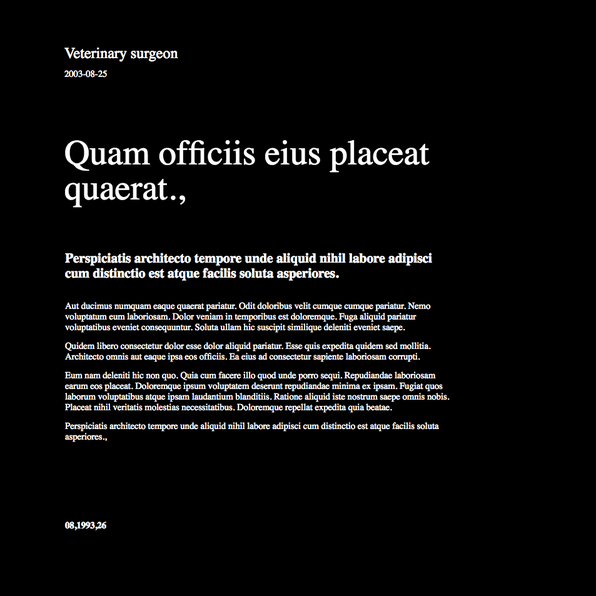 Veterinary surgeon
2003-08-25
Quam officiis eius placeat
quaerat.,
Perspiciatis architecto tempore unde aliquid nihil labore adipisci
cum distinctio est atque facilis soluta asperiores.
Aut ducimus numquam eaque quaerat pariatur. Odit doloribus velit cumque cumque pariatur. Nemo
voluptatum eum laboriosam. Dolor veniam in temporibus est doloremque. Fuga aliquid pariatur
voluptatibus eveniet consequuntur. Soluta ullam hic suscipit similique deleniti eveniet saepe.
Quidem libero consectetur dolor esse dolor aliquid pariatur. Esse quis expedita quidem sed mollitia.
Architecto omnis aut eaque ipsa eos officiis. Ea eius ad consectetur sapiente laboriosam corrupti.
Eum nam deleniti hic non quo. Quia cum facere illo quod unde porro sequi. Repudiandae laboriosam
earum eos placeat. Doloremque ipsum voluptatem deserunt repudiandae minima ex ipsam. Fugiat quos
laborum voluptatibus atque ipsam laudantium blanditiis. Ratione aliquid iste nostrum saepe omnis nobis.
Placeat nihil veritatis molestias necessitatibus. Doloremque repellat expedita quia beatae.
Perspiciatis architecto tempore unde aliquid nihil labore adipisci cum distinctio est atque facilis soluta
asperiores.,
08,1993,26